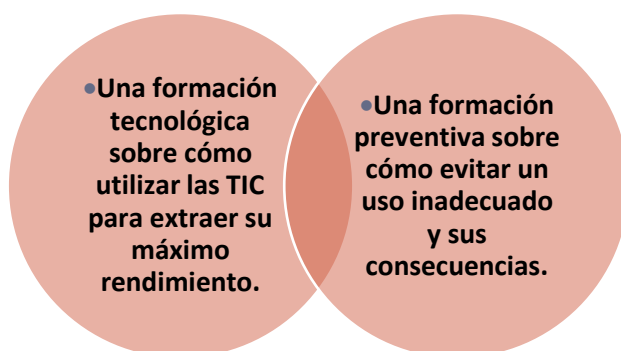 •Una formación
tecnológica
sobre cómo
utilizar las TIC
para extraer su
máximo
rendimiento.
•Una formación
preventiva sobre
cómo evitar un
uso inadecuado
y sus
consecuencias.